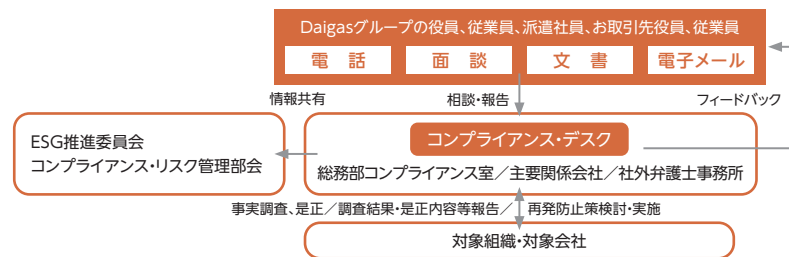 Daigasグループの役員、従業員、派遣社員、お取引先役員、従業員
電 話 面 談 文 書 電子メール
情報共有 相談・報告 フィードバック
ESG推進委員会
コンプライアンス・リスク管理部会
コンプライアンス・デスク
総務部コンプライアンス室／主要関係会社／社外弁護士事務所
事実調査、是正／調査結果・是正内容等報告／ 再発防止策検討・実施
対象組織・対象会社